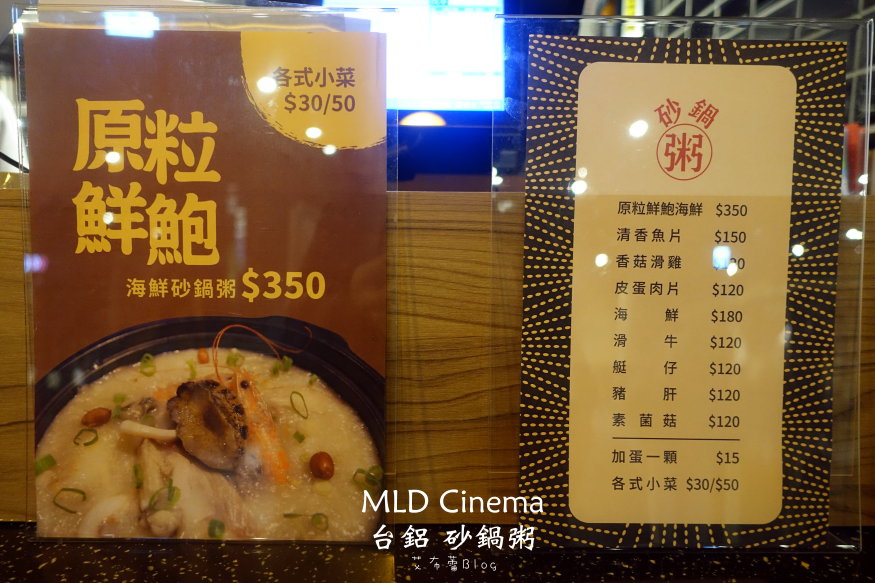 各式小菜
$30/50
原粒
鮮鮑
海鮮砂鍋粥 $350
砂鍋
粥
原粒鮮鮑海鮮 $350
清香魚片 $150
香菇滑雞
皮蛋肉片 $120
海鮮 $180
滑牛 $120
艇仔 $120
豬肝 $120
素菌菇 $120
加蛋一顆 $15
各式小菜 $30/$50
MLD Cinema
台鋁 砂鍋粥
艾布蕾Blog